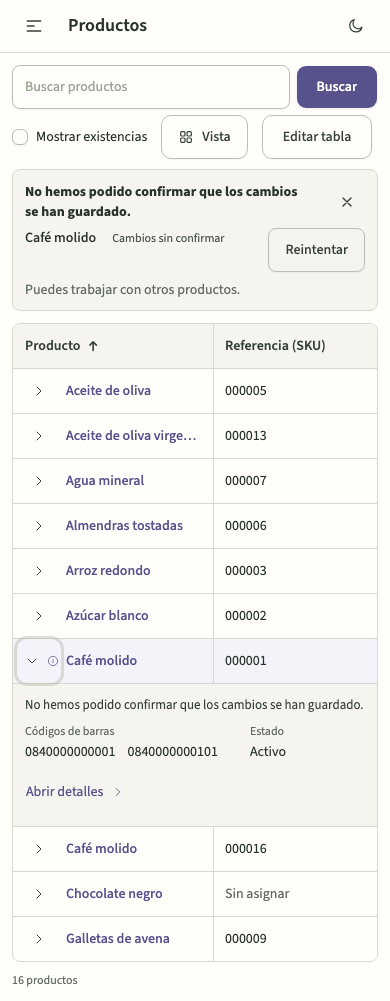 Productos
Buscar productos
Buscar
Mostrar existencias
Vista
Editar tabla
No hemos podido confirmar que los cambios
se han guardado.
Café molido Cambios sin confirmar
Reintentar
Puedes trabajar con otros productos.
Producto Referencia (SKU)
Aceite de oliva 000005
Aceite de oliva virge… 000013
Agua mineral 000007
Almendras tostadas 000006
Arroz redondo 000003
Azúcar blanco 000002
Café molido 000001
No hemos podido confirmar que los cambios se han guardado.
Códigos de barras Estado
0840000000001 0840000000101 Activo
Abrir detalles
Café molido 000016
Chocolate negro Sin asignar
Galletas de avena 000009
16 productos